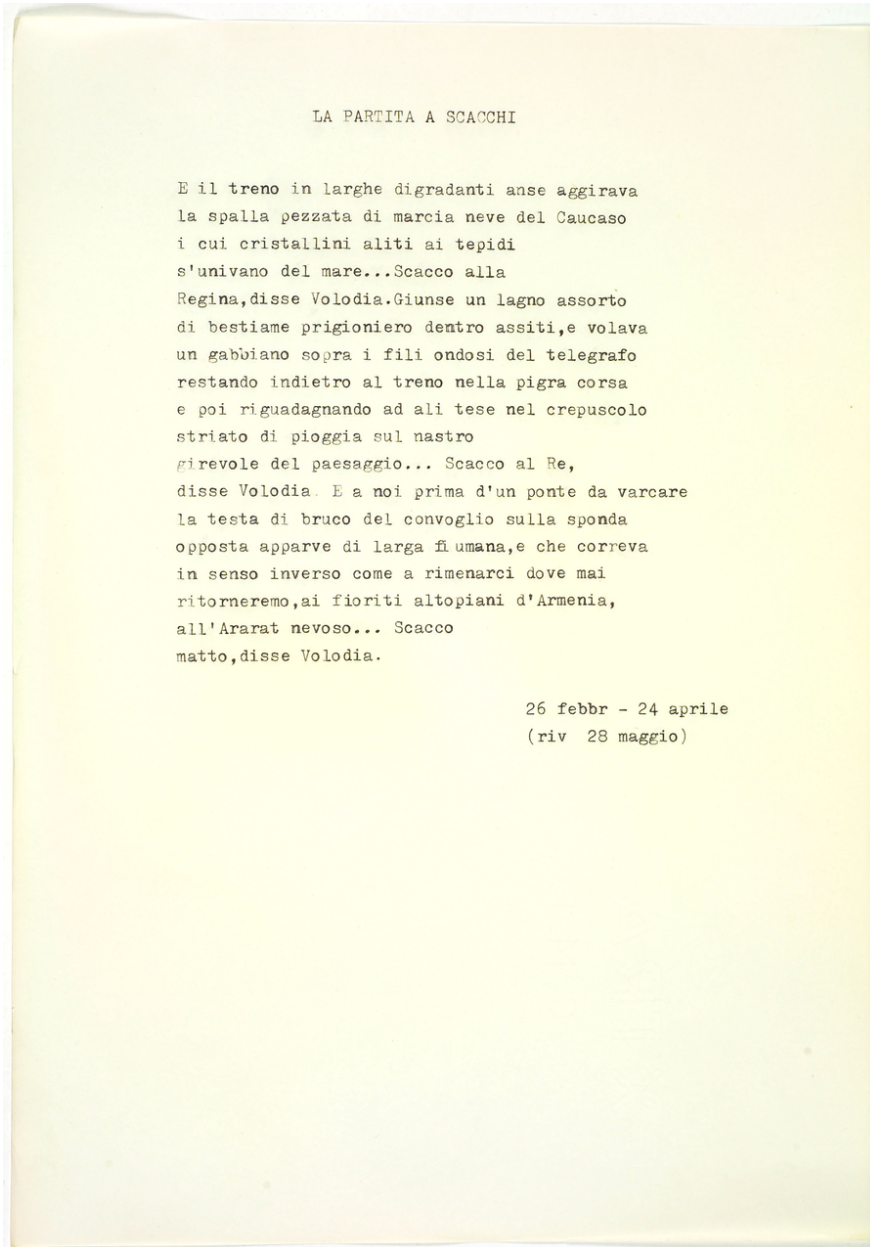 LA PARTITA A SCACCHI
E il treno in larghe digradanti anse aggirava
la spalla pezzata di marcia neve del Caucaso
i cui cristallini aliti ai tepidi
s'univano del mare...Scacco alla
Regina,disse Volodia.Giunse un lagno assorto
di bestiame prigioniero dentro assiti,e volava
un gabbiano sopra i fili ondosi del telegrafo
restando indietro al treno nella pigra corsa
e poi riguadagnando ad ali tese nel crepuscolo
striato di pioggia sul nastro
girevole del paesaggio... Scacco al Re,
disse Volodia. E a noi prima d'un ponte da varcare
la testa di bruco del convoglio sulla sponda
opposta apparve di larga fiumana,e che correva
in senso inverso come a rimenarci dove mai
ritorneremo,ai fioriti altopiani d'Armenia,
all'Ararat nevoso... Scacco
matto,disse Volodia.
26 febbr - 24 aprile
(riv 28 maggio)